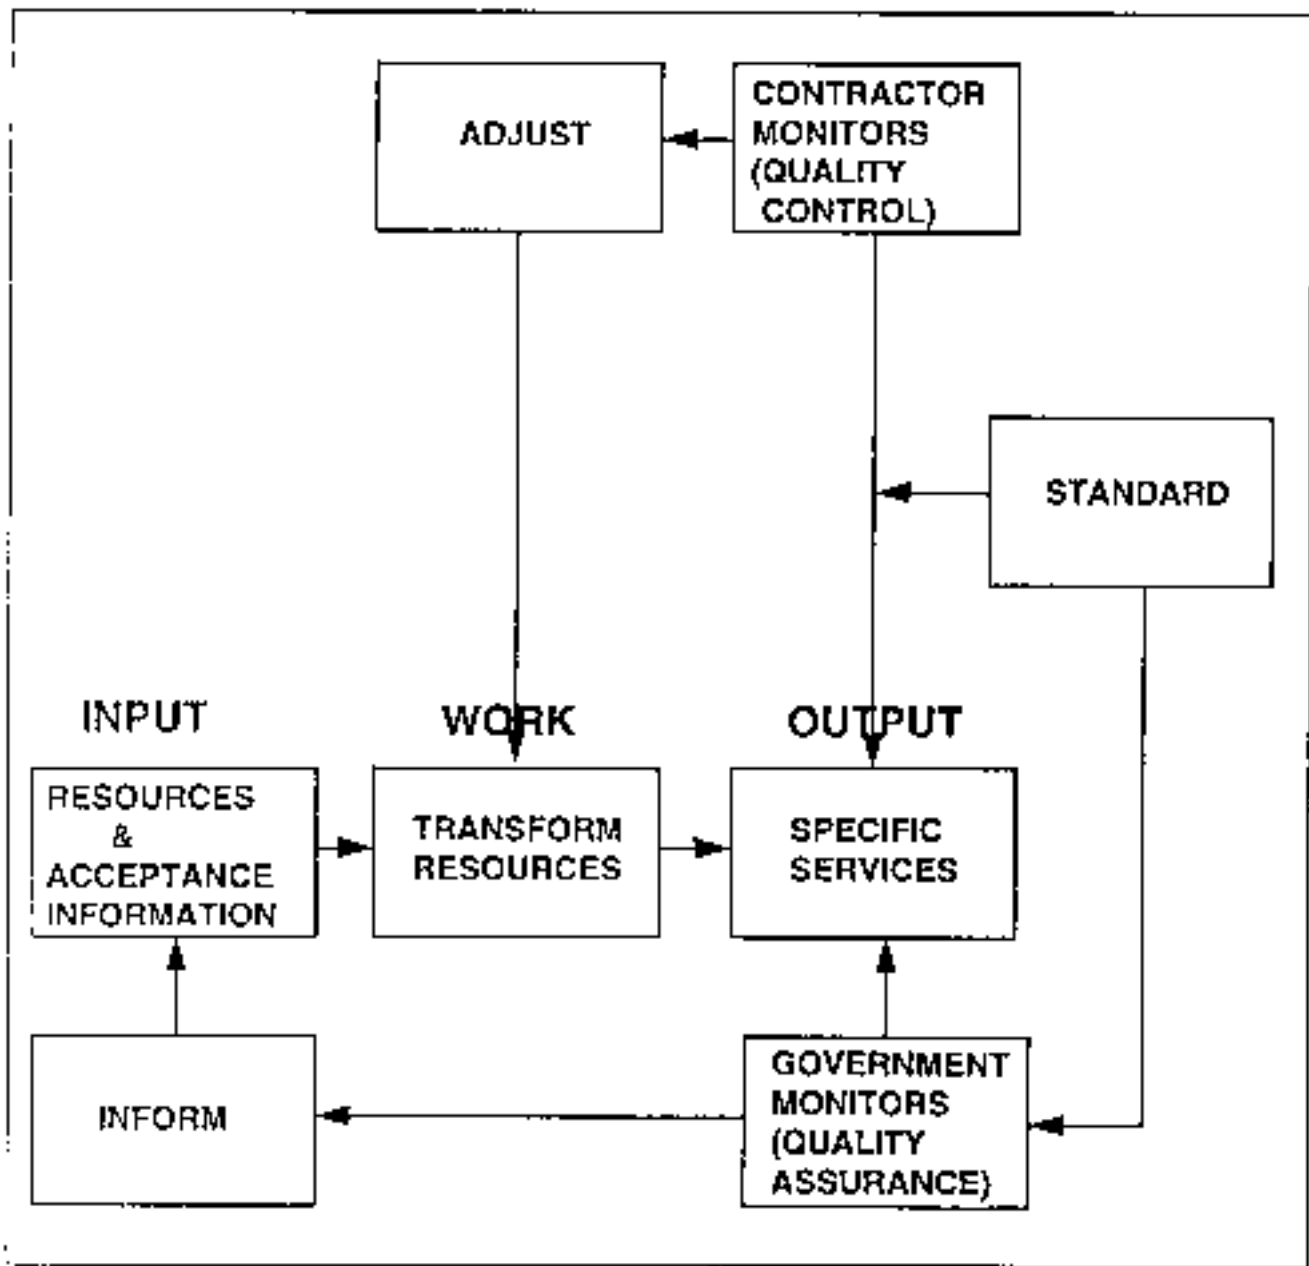 ADJUST
CONTRACTOR
MONITORS
(QUALITY
CONTROL)
STANDARD
INPUT
WORK
OUTPUT
RESOURCES
&
ACCEPTANCE
INFORMATION
TRANSFORM
RESOURCES
SPECIFIC
SERVICES
INFORM
GOVERNMENT
MONITORS
(QUALITY
ASSURANCE)